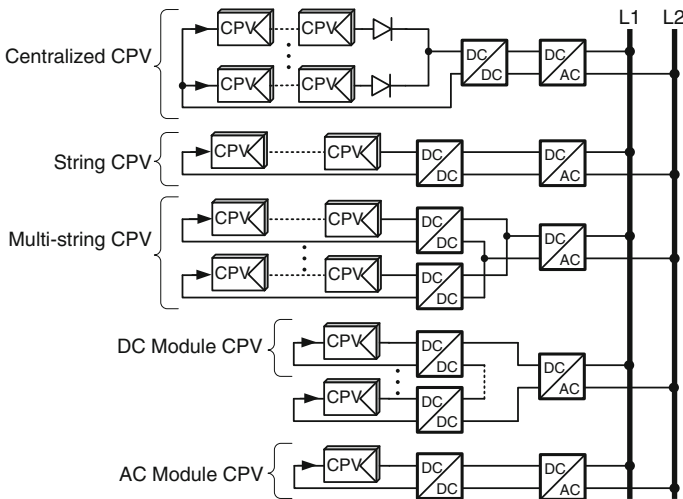 L1 L2
CPV CPV
Centralized CPV
DC DC
DC AC
CPV CPV
CPV CPV
DC DC
String CPV
DC AC
CPV CPV
DC
Multi-string CPV
DC DC
CPV CPV
DC AC
DC
CPV
DC
DC Module CPV
DC DC
CPV
DC AC
DC
CPV
DC DC
AC Module CPV
DC AC